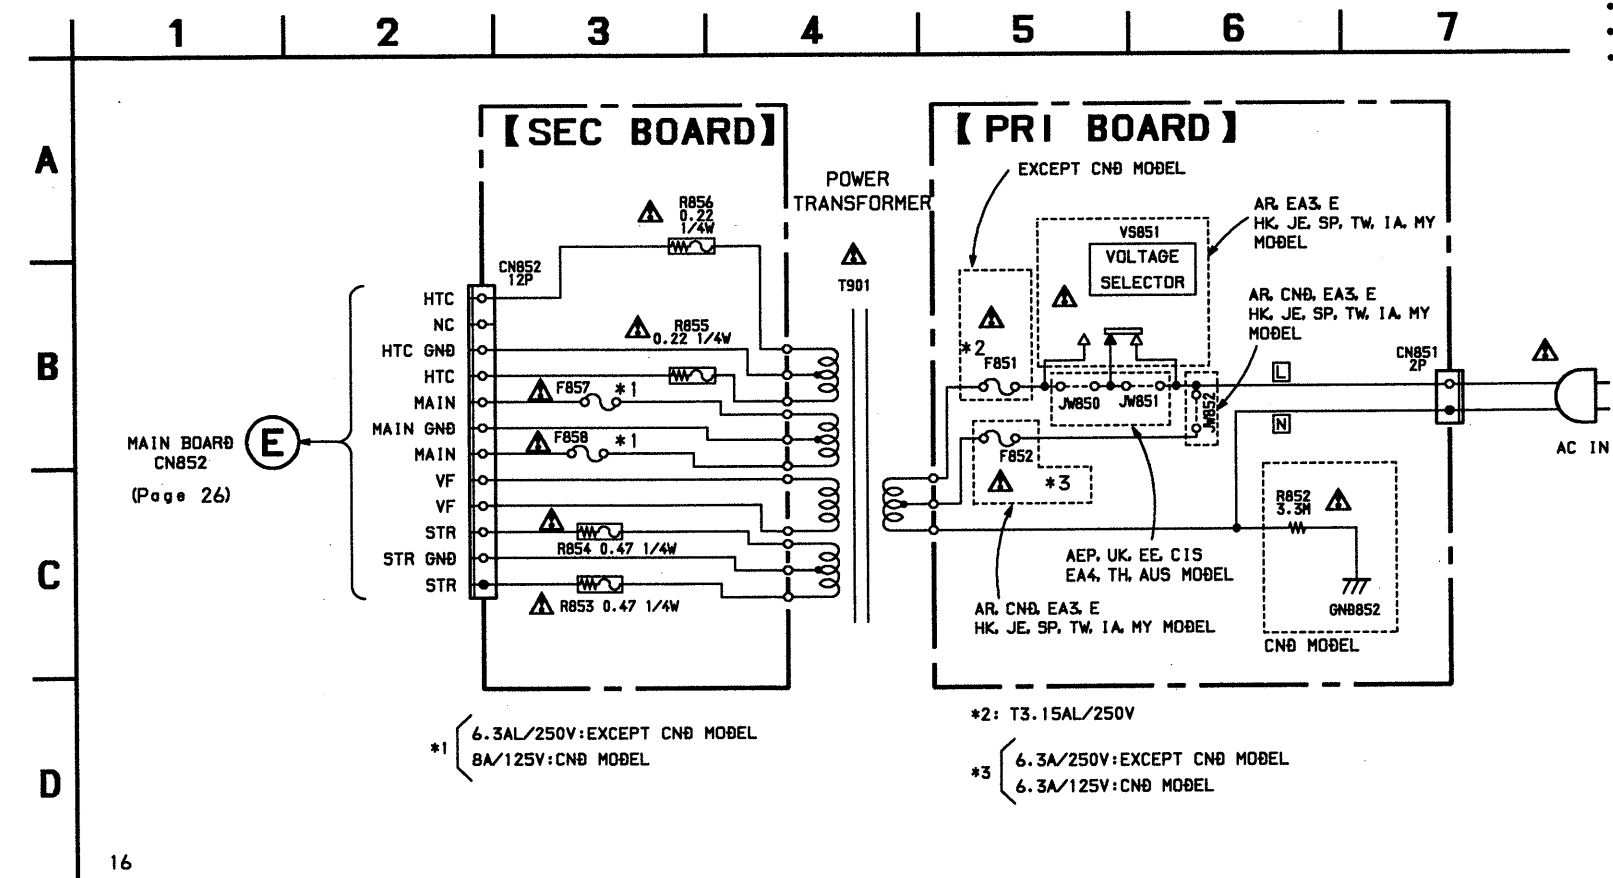 1 2 3 4 5 6 7
A
B
C
D
【SEC BOARD】
【PRI BOARD】
POWER
TRANSFORMER
T901
R856
0.22
1/4W
CN852
12P
R855
0.22 1/4W
HTC
NC
HTC GND
HTC
MAIN
MAIN GND
MAIN
VF
VF
STR
STR GND
STR
F857 *1
F858 *1
R854 0.47 1/4W
R853 0.47 1/4W
MAIN BOARD
CN852
(Page 26)
E
EXCEPT CND MODEL
VS851
VOLTAGE
SELECTOR
AR, EA3, E
HK, JE, SP, TW, IA, MY
MODEL
AR, CND, EA3, E
HK, JE, SP, TW, IA, MY
MODEL
*2
F851
JW850 JW851
JW852
F852
*3
L
N
CN851
2P
AC IN
R852
3.3M
GND852
CND MODEL
AEP, UK, EE, CIS
EA4, TH, AUS MODEL
AR, CND, EA3, E
HK, JE, SP, TW, IA, MY MODEL
*1
6.3AL/250V:EXCEPT CND MODEL
8A/125V:CND MODEL
*2: T3.15AL/250V
*3
6.3A/250V:EXCEPT CND MODEL
6.3A/125V:CND MODEL
16